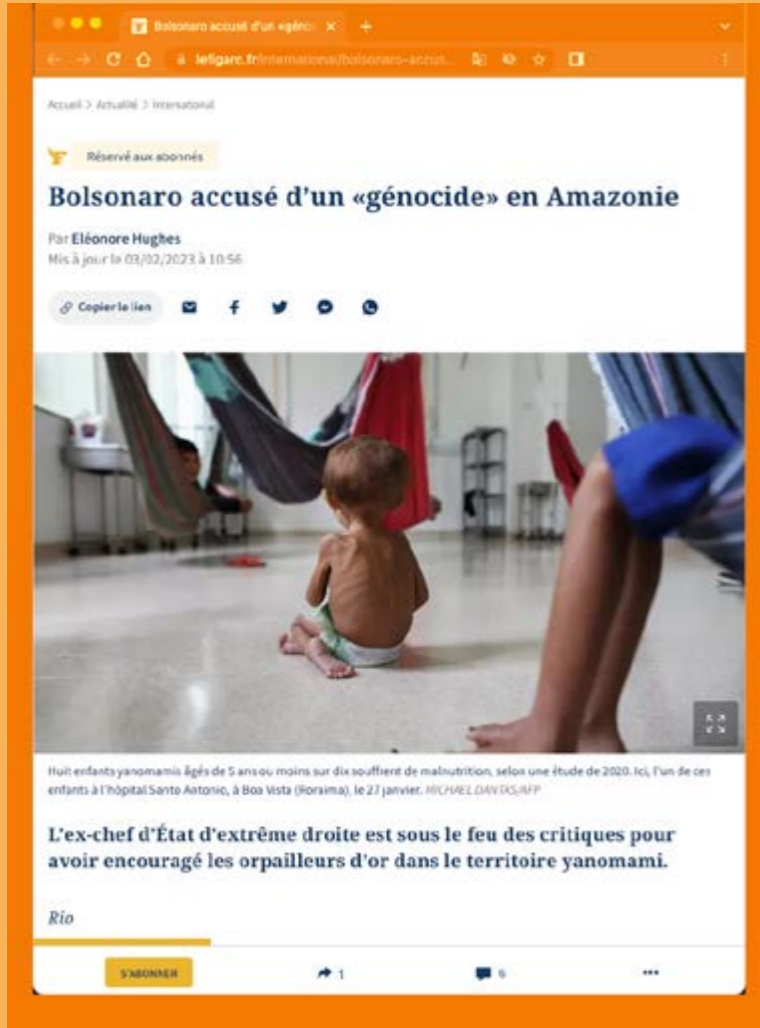 Bolsonaro accusé d'un «géno
lefigaro.fr/international/bolsonaro-accus...
Accueil > Actualité > International
Réservé aux abonnés
Bolsonaro accusé d'un «génocide» en Amazonie
Par Eléonore Hughes
Mis à jour le 03/02/2023 à 10:56
Copier le lien
Huit enfants yanomamis âgés de 5 ans ou moins sur dix souffrent de malnutrition, selon une étude de 2020. Ici, l'un de ces
enfants à l'hôpital Santo Antonio, à Boa Vista (Roraima), le 27 janvier. MICHAEL DANTAS/AFP
L'ex-chef d'État d'extrême droite est sous le feu des critiques pour
avoir encouragé les orpailleurs d'or dans le territoire yanomami.
Rio
S'ABONNER
1
6